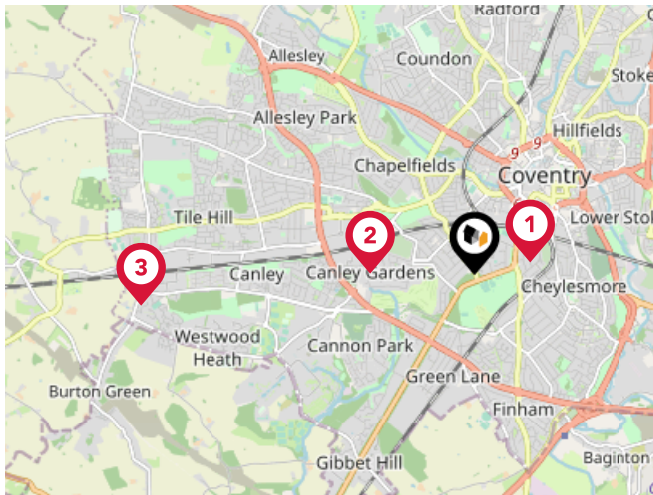 Radford
Allesley
Coundon
Stoke
Allesley Park
9
Hillfields
9
Chapelfields
Coventry
Tile Hill
1
Lower Stol
2
3
Canley
Canley Gardens
Cheylesmore
Westwood
Heath
Cannon Park
Green Lane
Burton Green
Finham
Gibbet Hill
Baginton